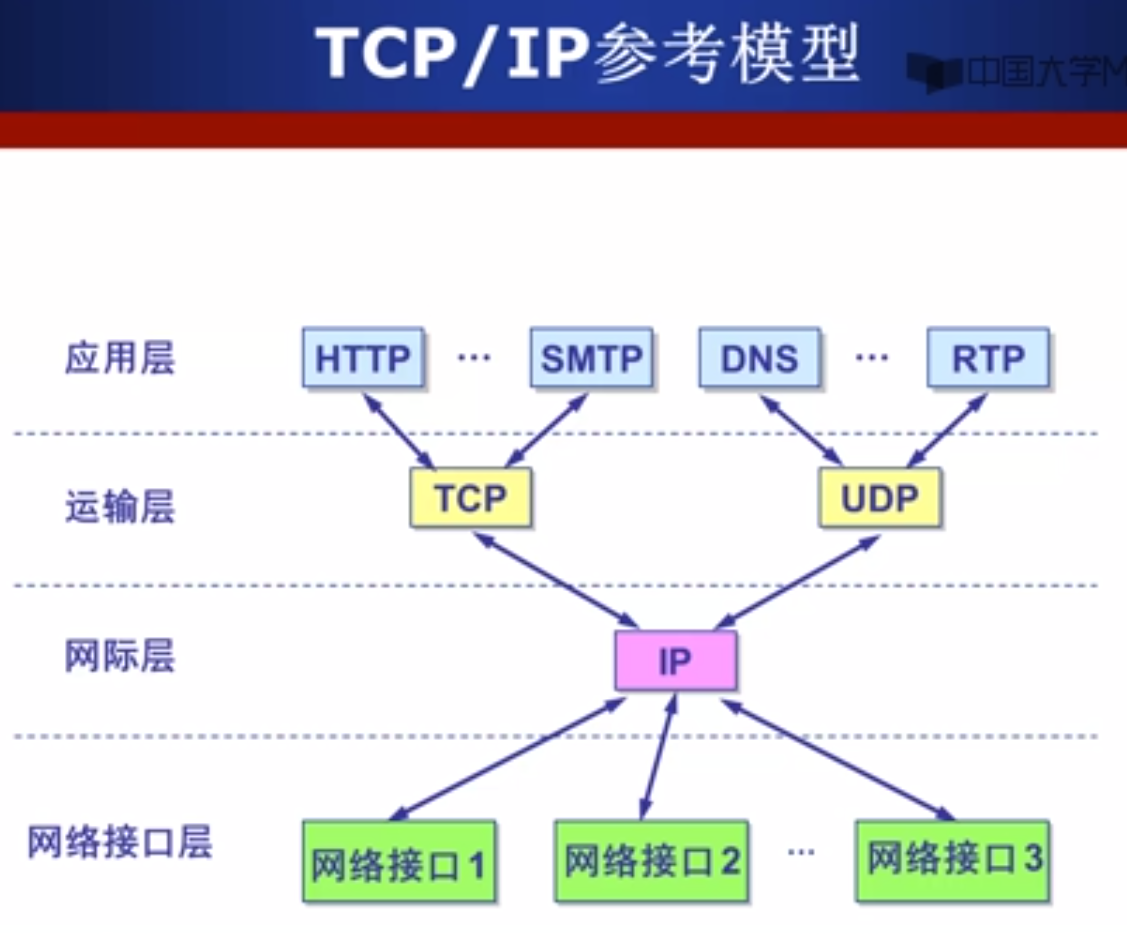 TCP/IP参考模型
中国大学M
应用层 HTTP … SMTP DNS … RTP
运输层 TCP UDP
网际层 IP
网络接口层 网络接口1 网络接口2 … 网络接口3